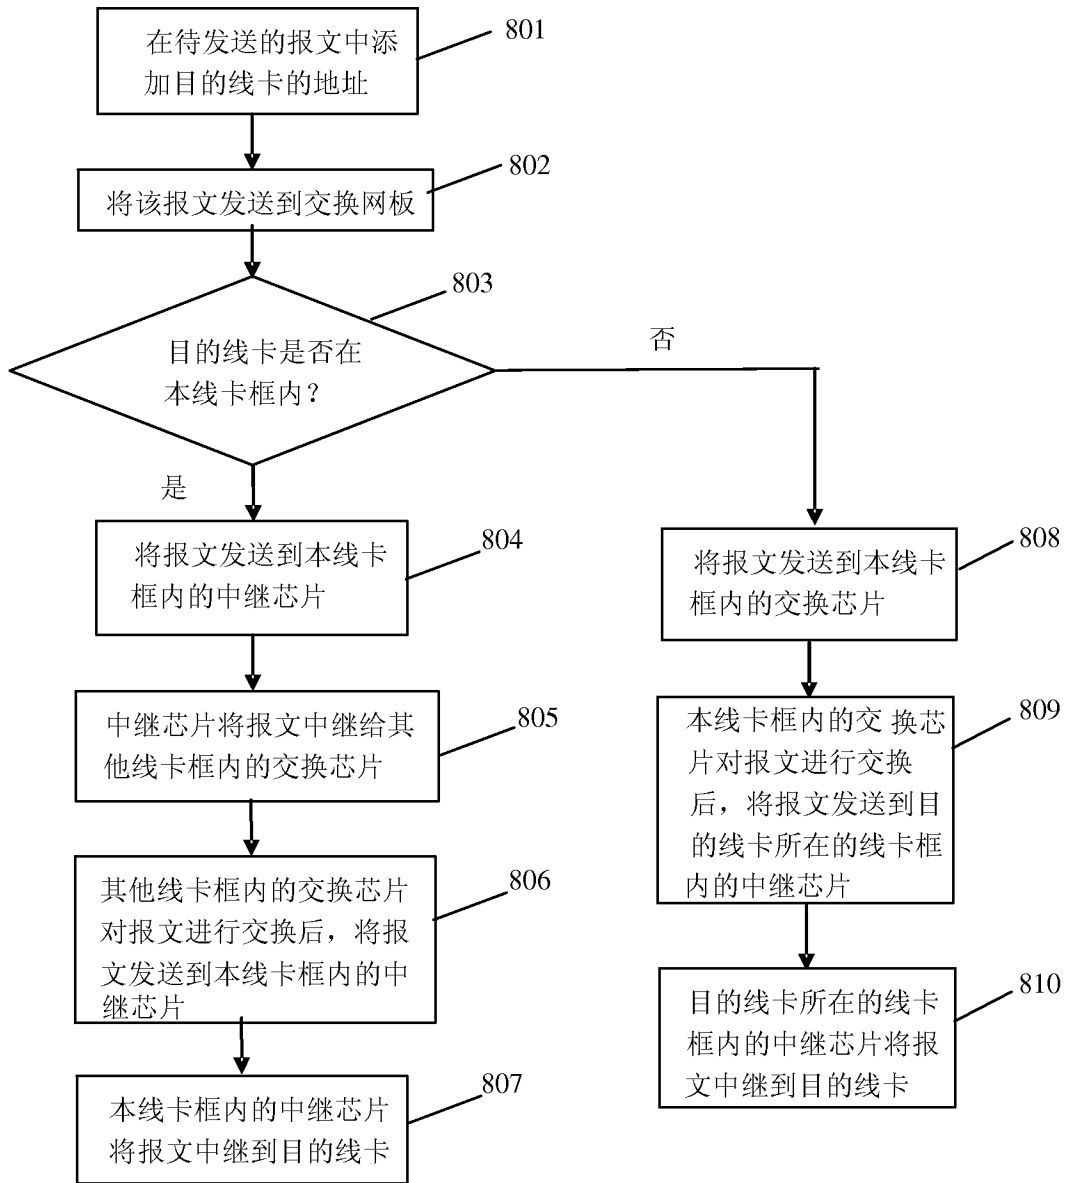 在待发送的报文中添
加目的线卡的地址
801
将该报文发送到交换网板
802
目的线卡是否在
本线卡框内？
803
否
是
将报文发送到本线卡
框内的中继芯片
804
中继芯片将报文中继给其
他线卡框内的交换芯片
805
其他线卡框内的交换芯片
对报文进行交换后，将报
文发送到本线卡框内的中
继芯片
806
本线卡框内的中继芯片
将报文中继到目的线卡
807
将报文发送到本线卡
框内的交换芯片
808
本线卡框内的交换芯
片对报文进行交换
后，将报文发送到目
的线卡所在的线卡框
内的中继芯片
809
目的线卡所在的线卡
框内的中继芯片将报
文中继到目的线卡
810